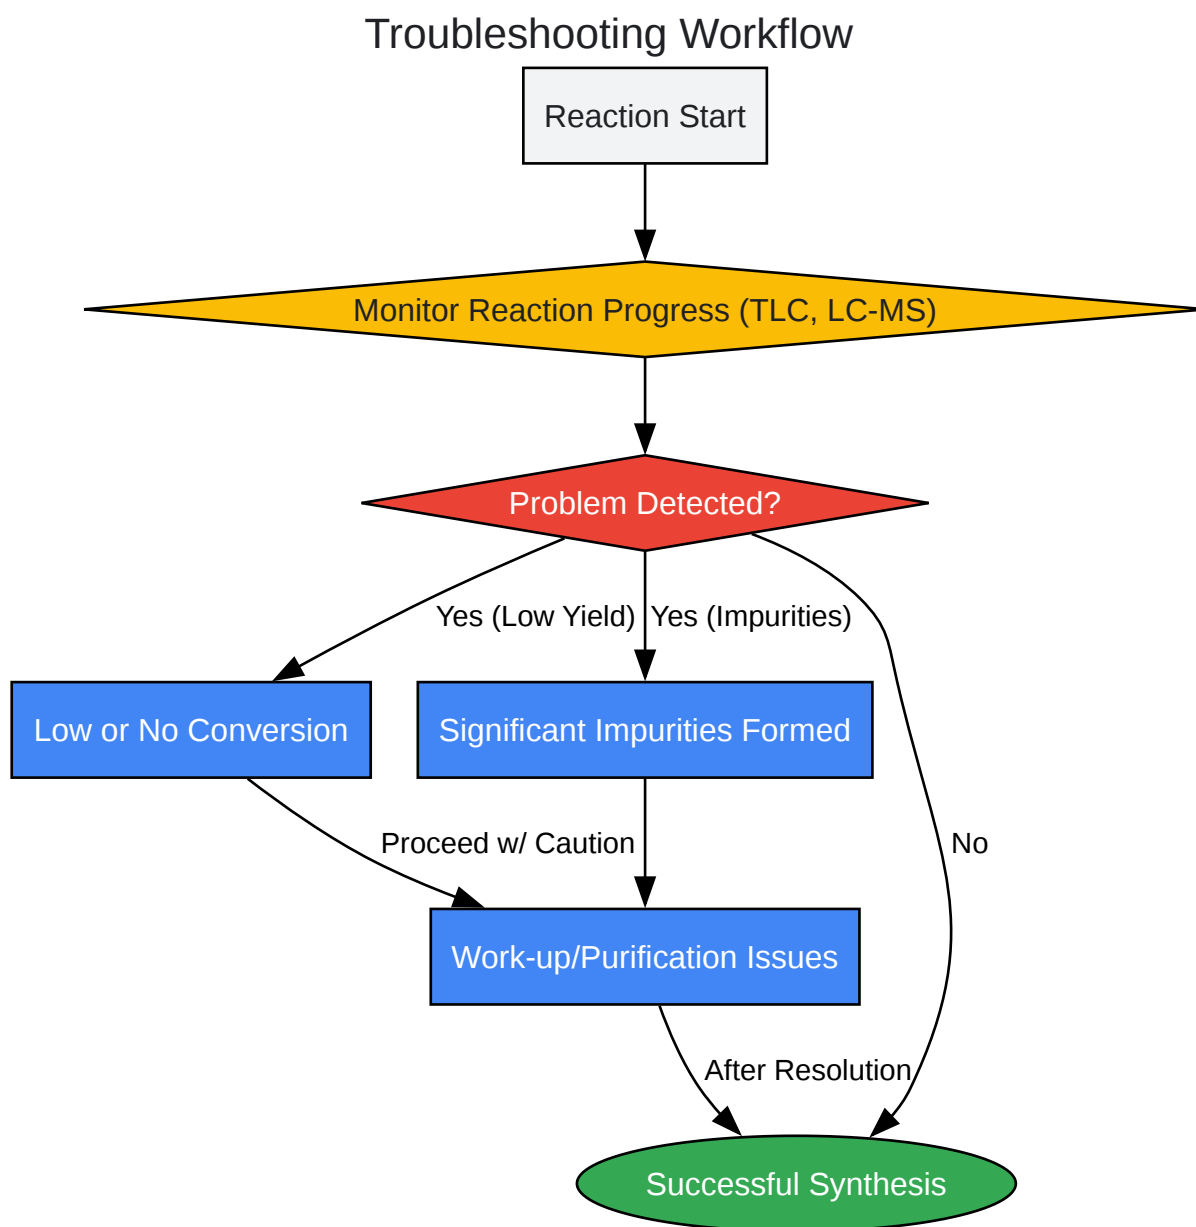 Troubleshooting Workflow
Reaction Start
Monitor Reaction Progress (TLC, LC-MS)
Problem Detected?
Yes (Low Yield)
Yes (Impurities)
Low or No Conversion
Significant Impurities Formed
Proceed w/ Caution
No
Work-up/Purification Issues
After Resolution
Successful Synthesis